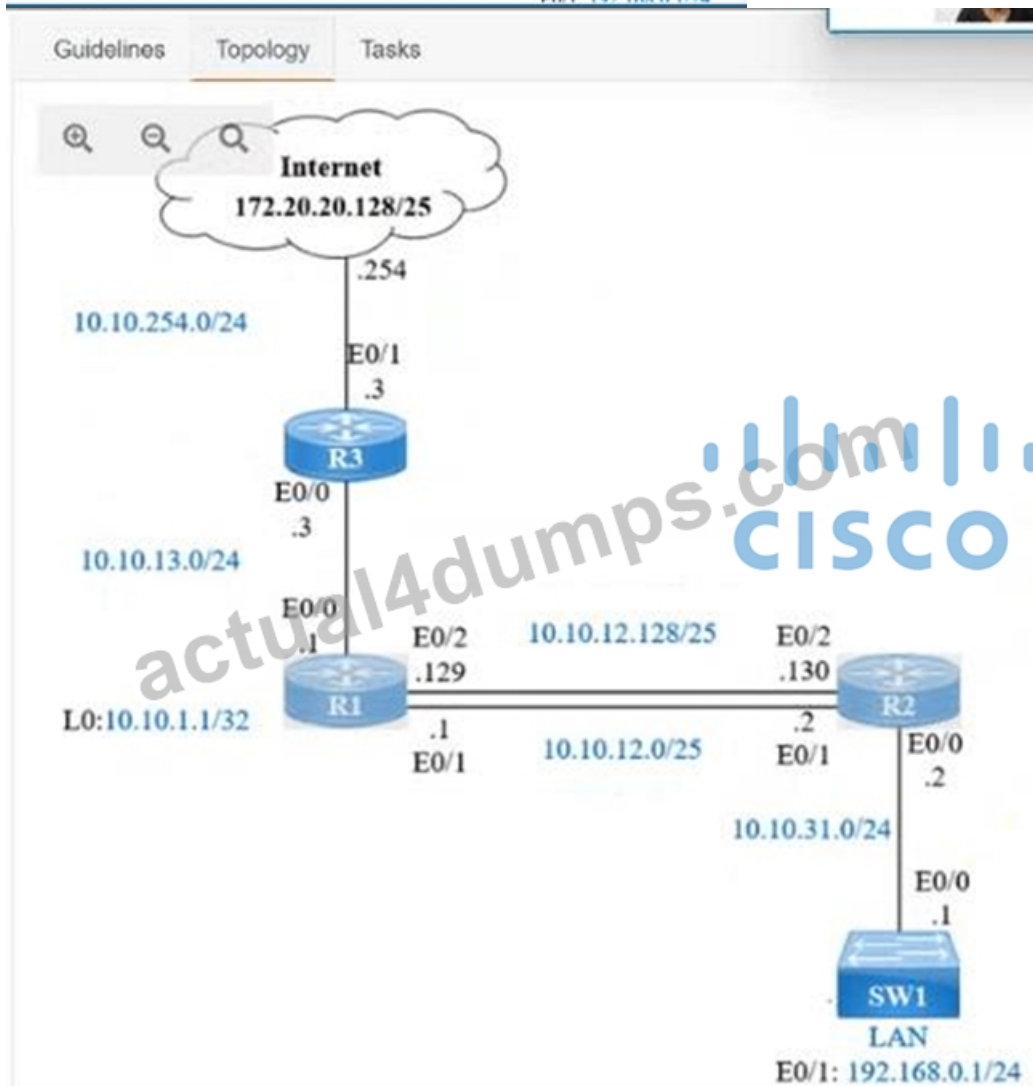 Guidelines Topology Tasks
Internet
172.20.20.128/25
.254
10.10.254.0/24
E0/1
.3
R3
E0/0
.3
CISCO
actual4dumps.com
10.10.13.0/24
E0/0
.1
E0/2
10.10.12.128/25
E0/2
.129
.130
R1
R2
L0:10.10.1.1/32
.1
.2
E0/1
10.10.12.0/25
E0/1
E0/0
.2
10.10.31.0/24
E0/0
.1
SW1
LAN
E0/1: 192.168.0.1/24